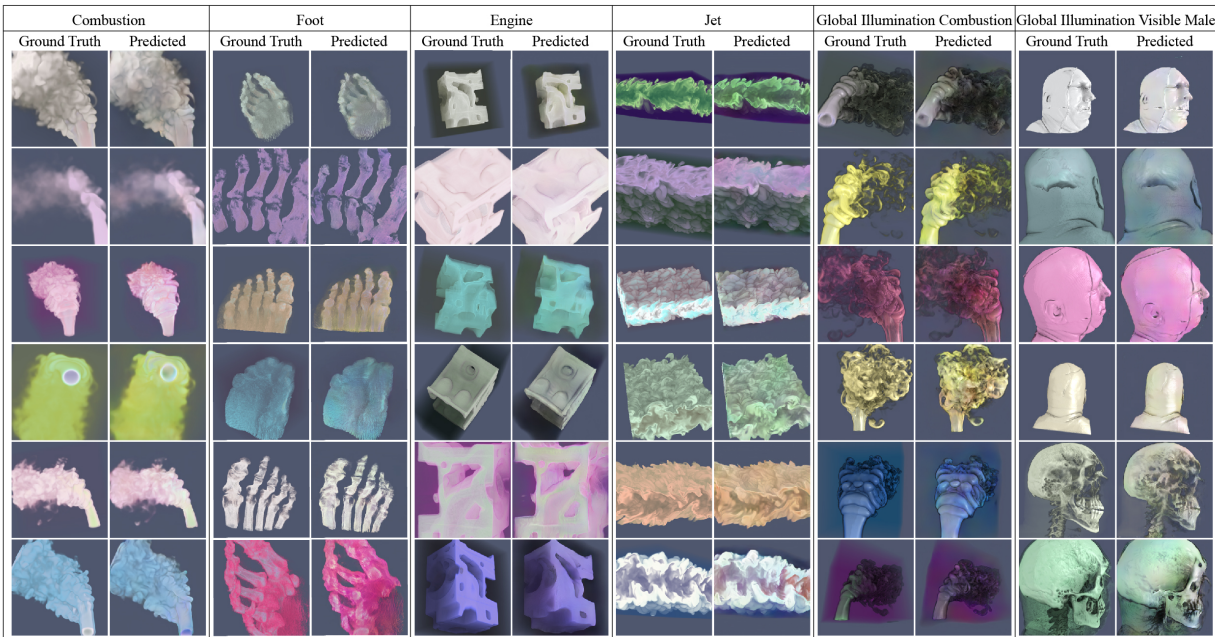 Combustion Foot Engine Jet Global Illumination Combustion Global Illumination Visible Male
Ground Truth Predicted Ground Truth Predicted Ground Truth Predicted Ground Truth Predicted Ground Truth Predicted Ground Truth Predicted